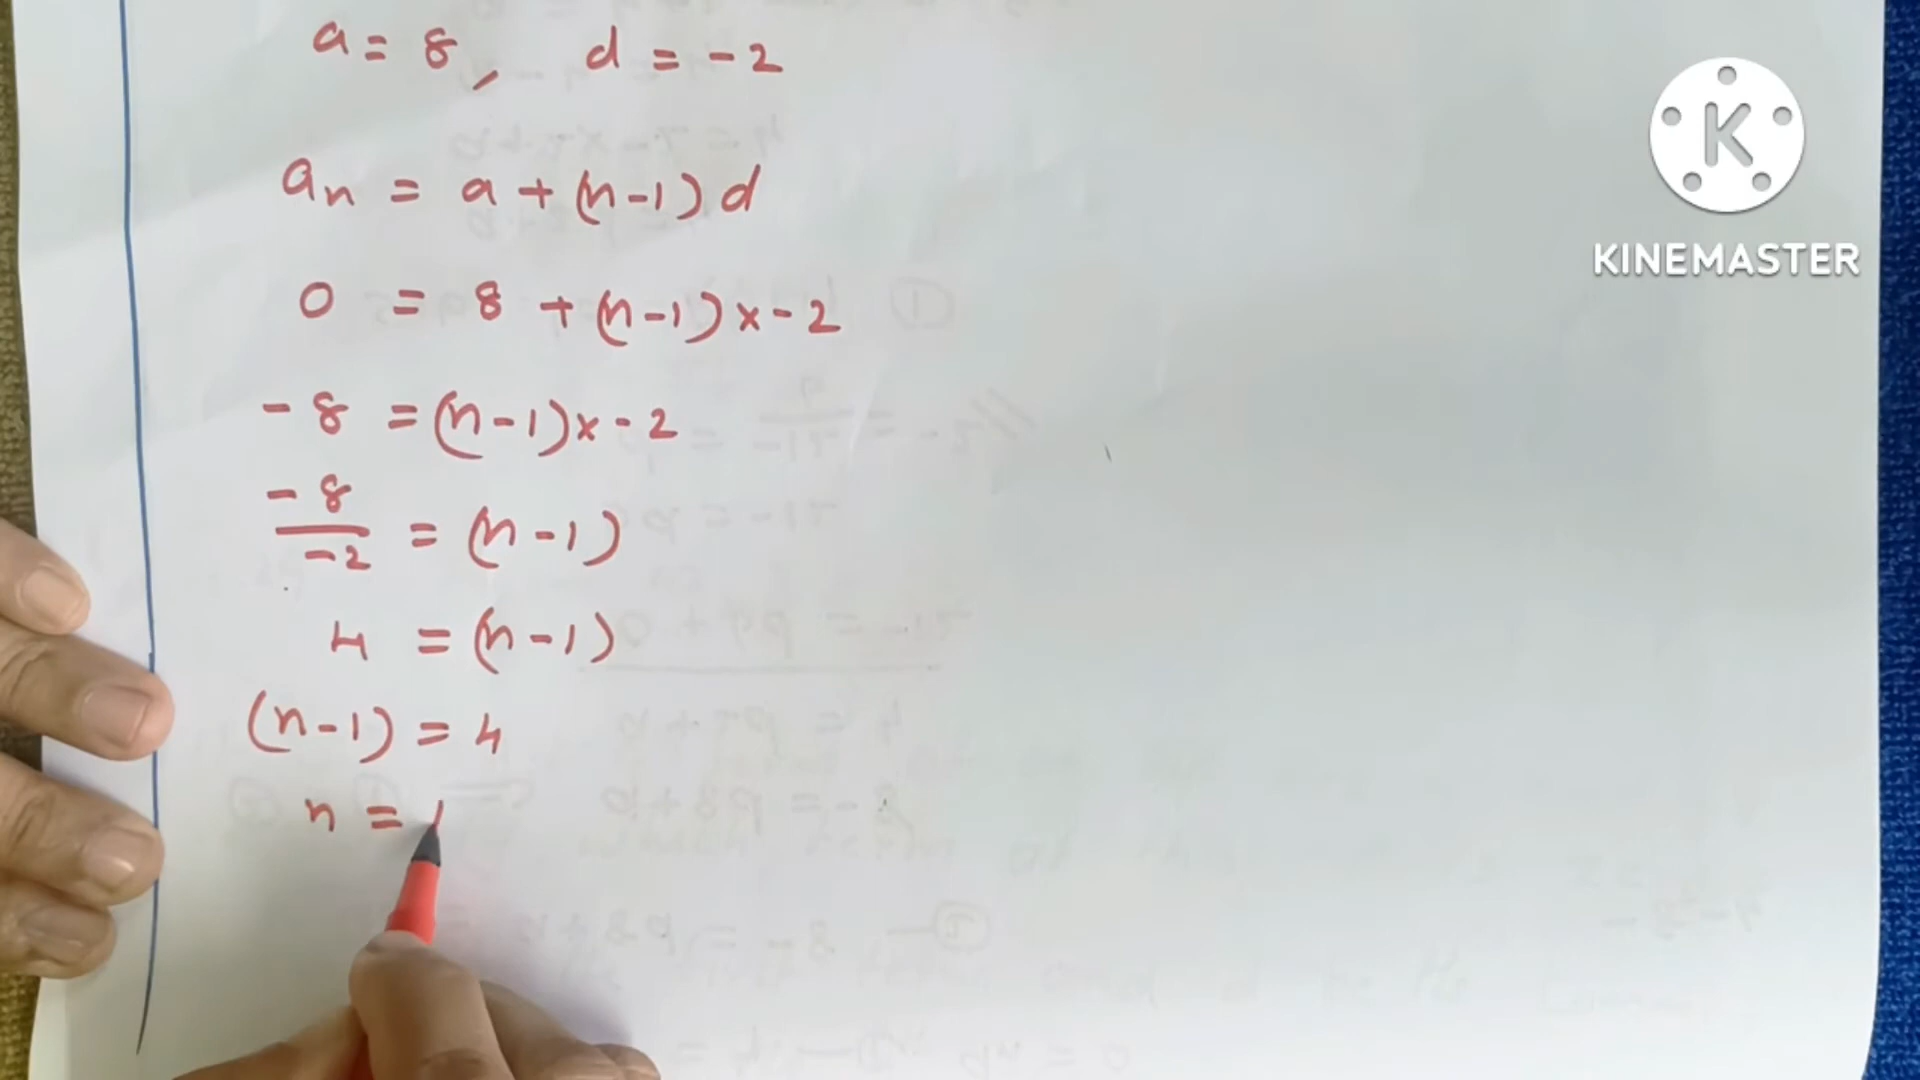 a = 8, d = -2
an = a + (n-1) d
0 = 8 + (n-1) x -2
-8 = (n-1) x -2
-8/-2 = (n-1)
4 = (n-1)
(n-1) = 4
n =
K
KINEMASTER